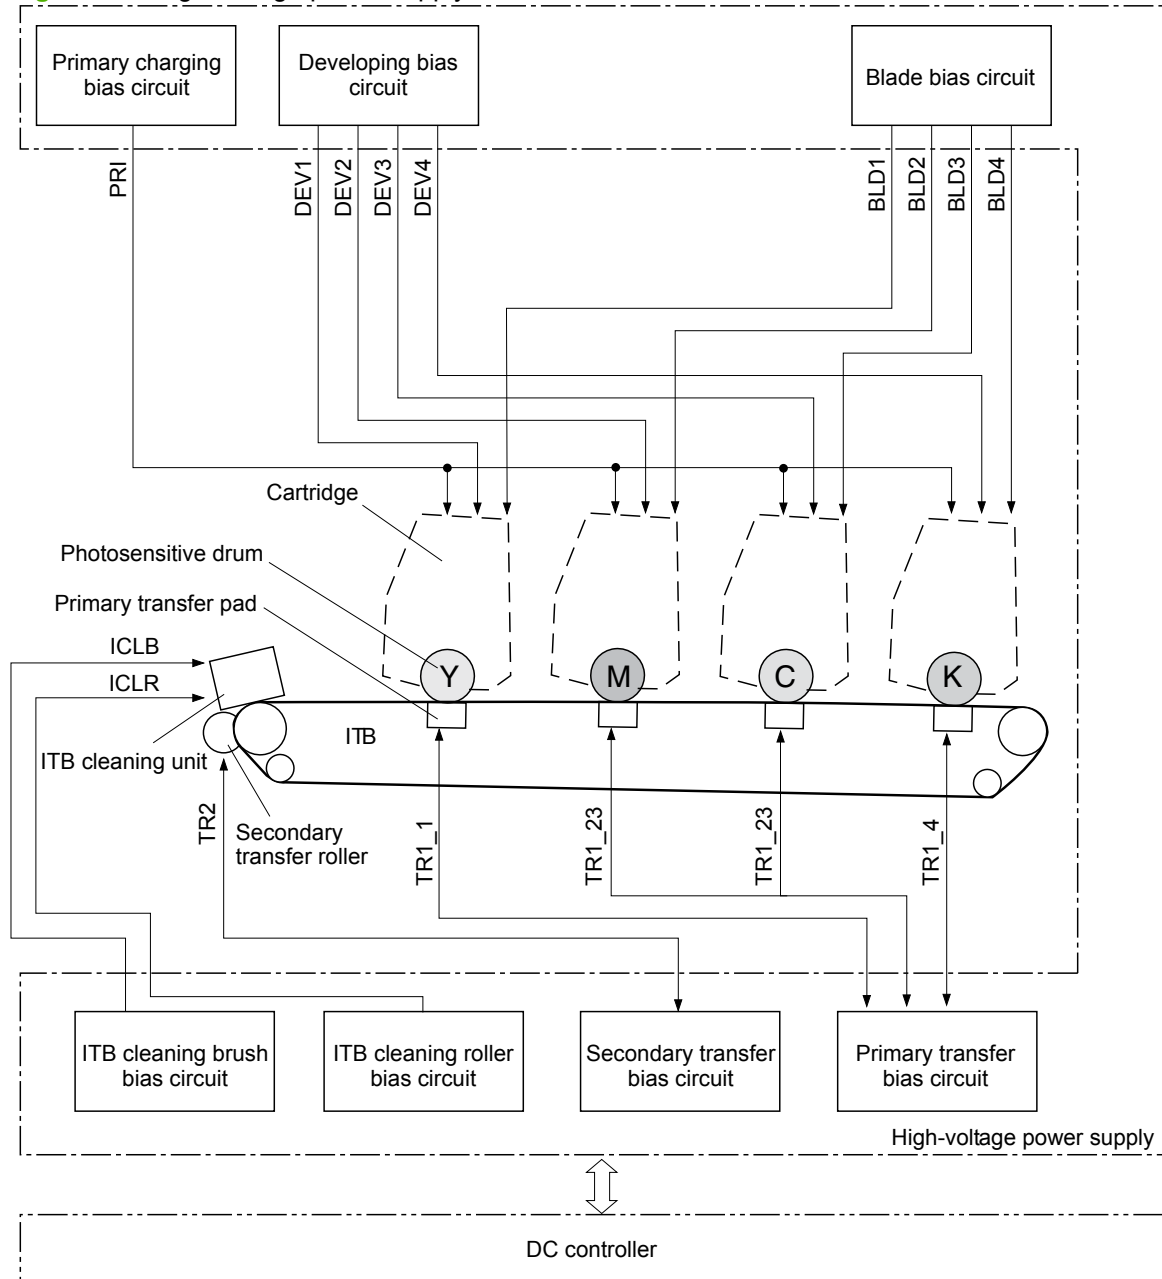 Primary charging
bias circuit
Developing bias
circuit
Blade bias circuit
PRI
DEV1
DEV2
DEV3
DEV4
BLD1
BLD2
BLD3
BLD4
Cartridge
Photosensitive drum
Primary transfer pad
ICLB
ICLR
Y
M
C
K
ITB
ITB cleaning unit
TR2
Secondary
transfer roller
TR1_1
TR1_23
TR1_23
TR1_4
ITB cleaning brush
bias circuit
ITB cleaning roller
bias circuit
Secondary transfer
bias circuit
Primary transfer
bias circuit
High-voltage power supply
DC controller